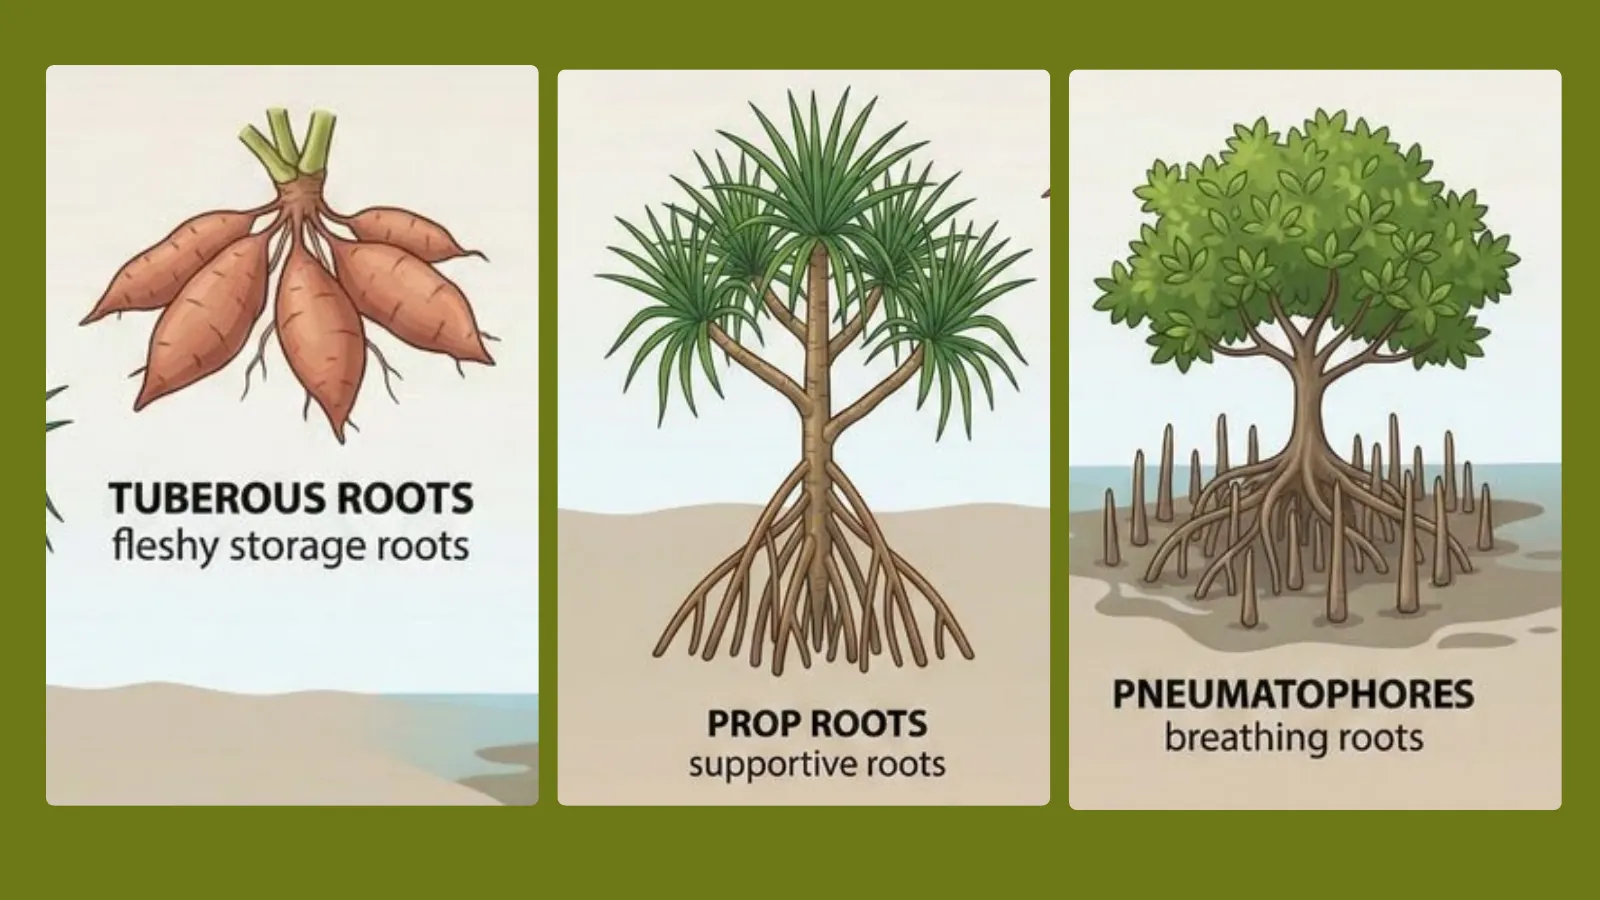 TUBEROUS ROOTS
fleshy storage roots
PROP ROOTS
supportive roots
PNEUMATOPHORES
breathing roots